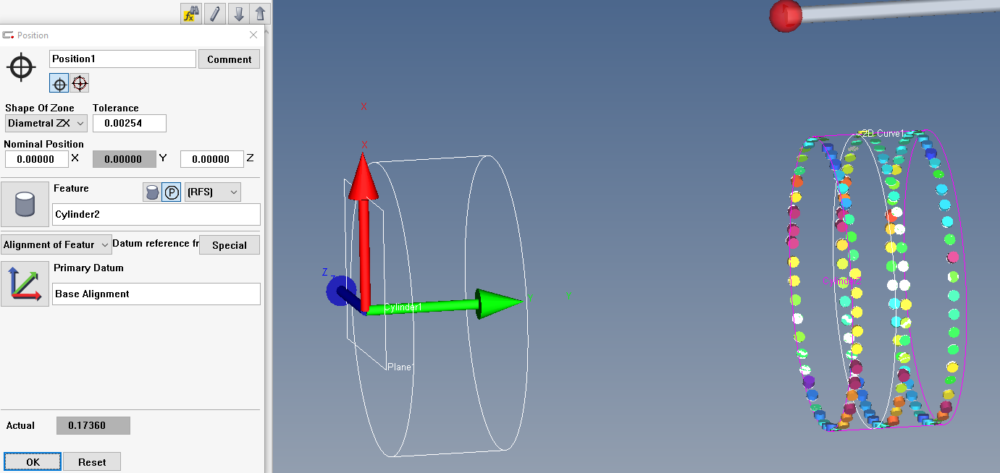 fx
Position
Position1
Comment
Shape Of Zone
Tolerance
Diametral ZX
0.00254
Nominal Position
0.00000 X 0.00000 Y 0.00000 Z
Feature
P
(RFS)
Cylinder2
Alignment of Featur
Datum reference fr
Special
Primary Datum
Base Alignment
Actual
0.17360
OK
Reset
X
X
Z
Z
Y
Y
Cylinder1
Plane1
2D Curve1
Cylinder2